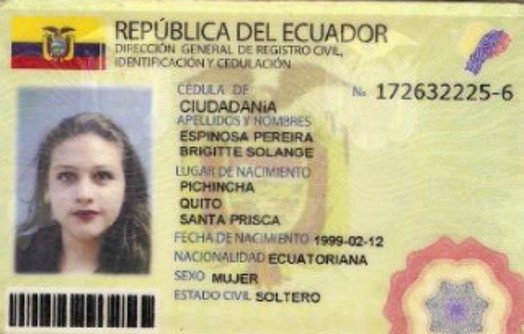 REPÚBLICA DEL ECUADOR
DIRECCIÓN GENERAL DE REGISTRO CIVIL,
IDENTIFICACIÓN Y CEDULACIÓN
CÉDULA DE
CIUDADANíA
No. 172632225-6
APELLIDOS Y NOMBRES
ESPINOSA PEREIRA
BRIGITTE SOLANGE
LUGAR DE NACIMIENTO
PICHINCHA
QUITO
SANTA PRISCA
FECHA DE NACIMIENTO 1999-02-12
NACIONALIDAD ECUATORIANA
SEXO MUJER
ESTADO CIVIL SOLTERO